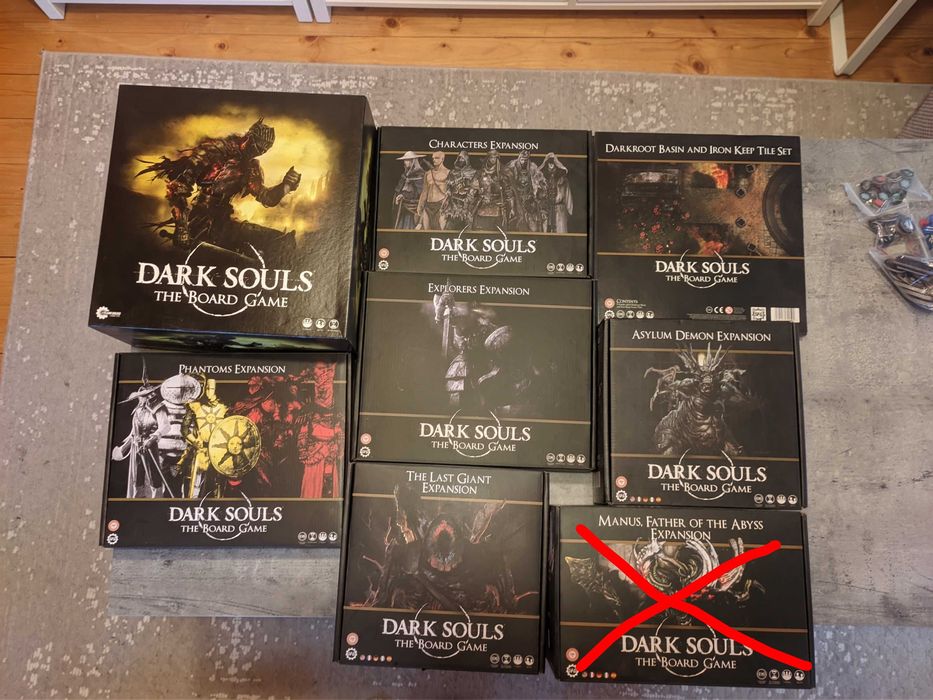 DARK SOULS
THE BOARD GAME
CHARACTERS EXPANSION
DARK SOULS
THE BOARD GAME
DARKROOT BASIN AND IRON KEEP TILE SET
DARK SOULS
THE BOARD GAME
CONTENTS
EXPLORERS EXPANSION
DARK SOULS
THE BOARD GAME
ASYLUM DEMON EXPANSION
DARK SOULS
THE BOARD GAME
PHANTOMS EXPANSION
DARK SOULS
THE BOARD GAME
THE LAST GIANT
EXPANSION
DARK SOULS
THE BOARD GAME
MANUS, FATHER OF THE ABYSS
EXPANSION
DARK SOULS
THE BOARD GAME